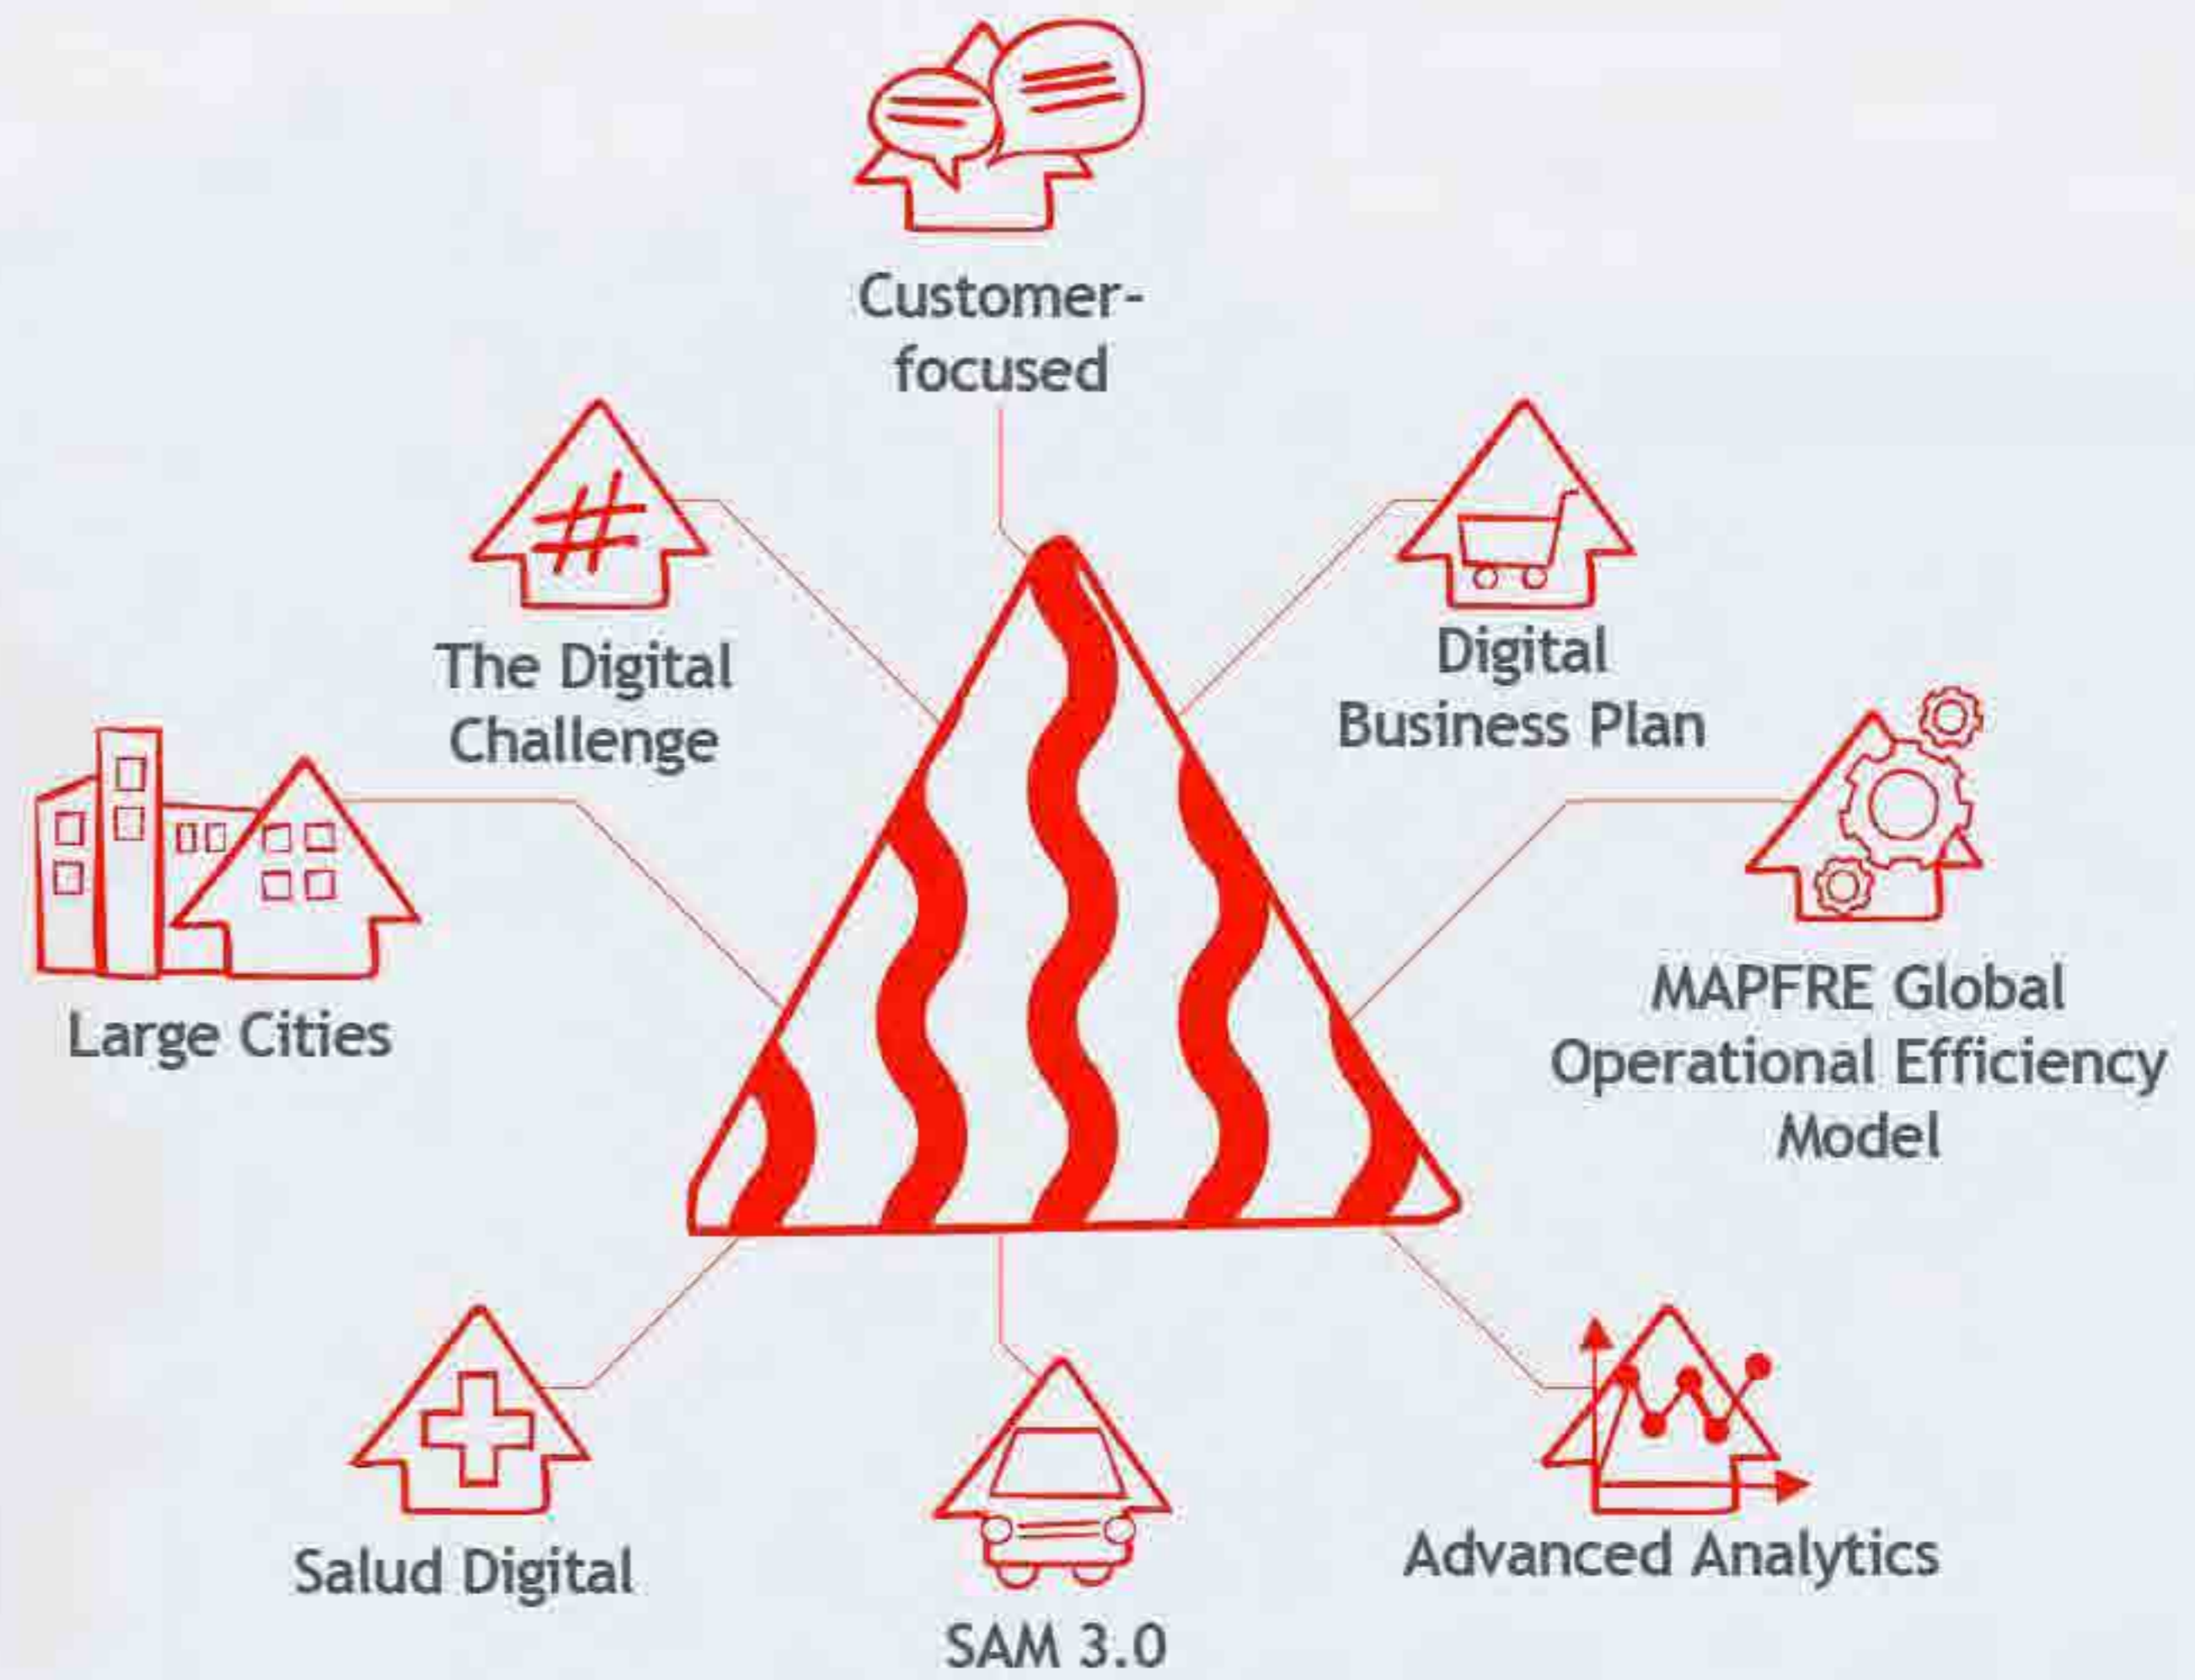 Customer-
focused
The Digital
Challenge
Digital
Business Plan
Large Cities
MAPFRE Global
Operational Efficiency
Model
Salud Digital
SAM 3.0
Advanced Analytics